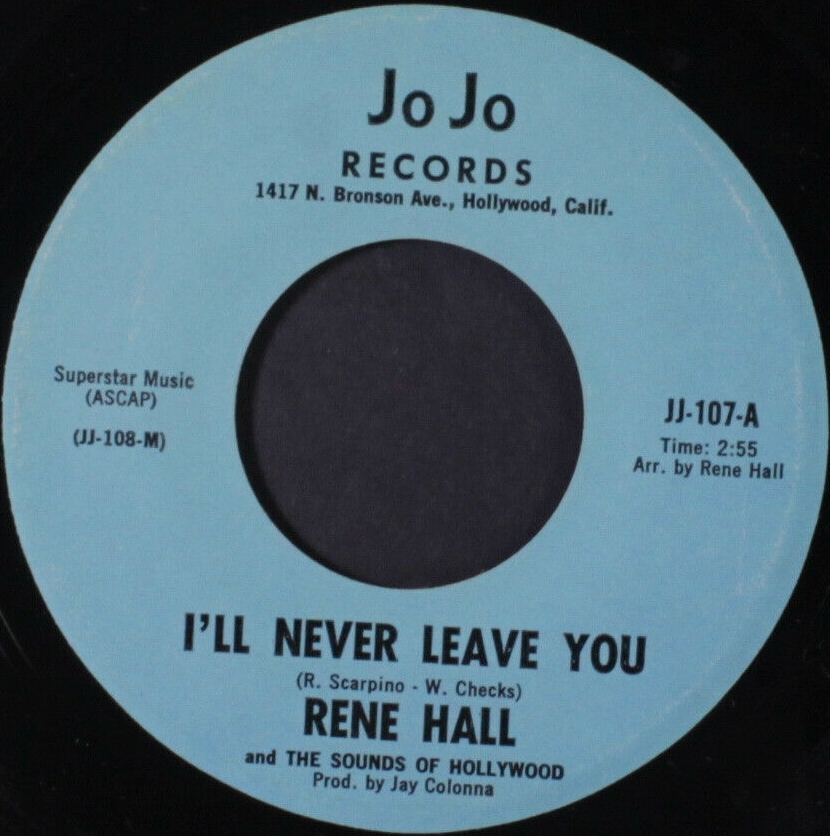 Jo Jo
RECORDS
1417 N. Bronson Ave., Hollywood, Calif.
Superstar Music
(ASCAP)
(JJ-108-M)
JJ-107-A
Time: 2:55
Arr. by Rene Hall
I'LL NEVER LEAVE YOU
(R. Scarpino - W. Checks)
RENE HALL
and THE SOUNDS OF HOLLYWOOD
Prod. by Jay Colonna